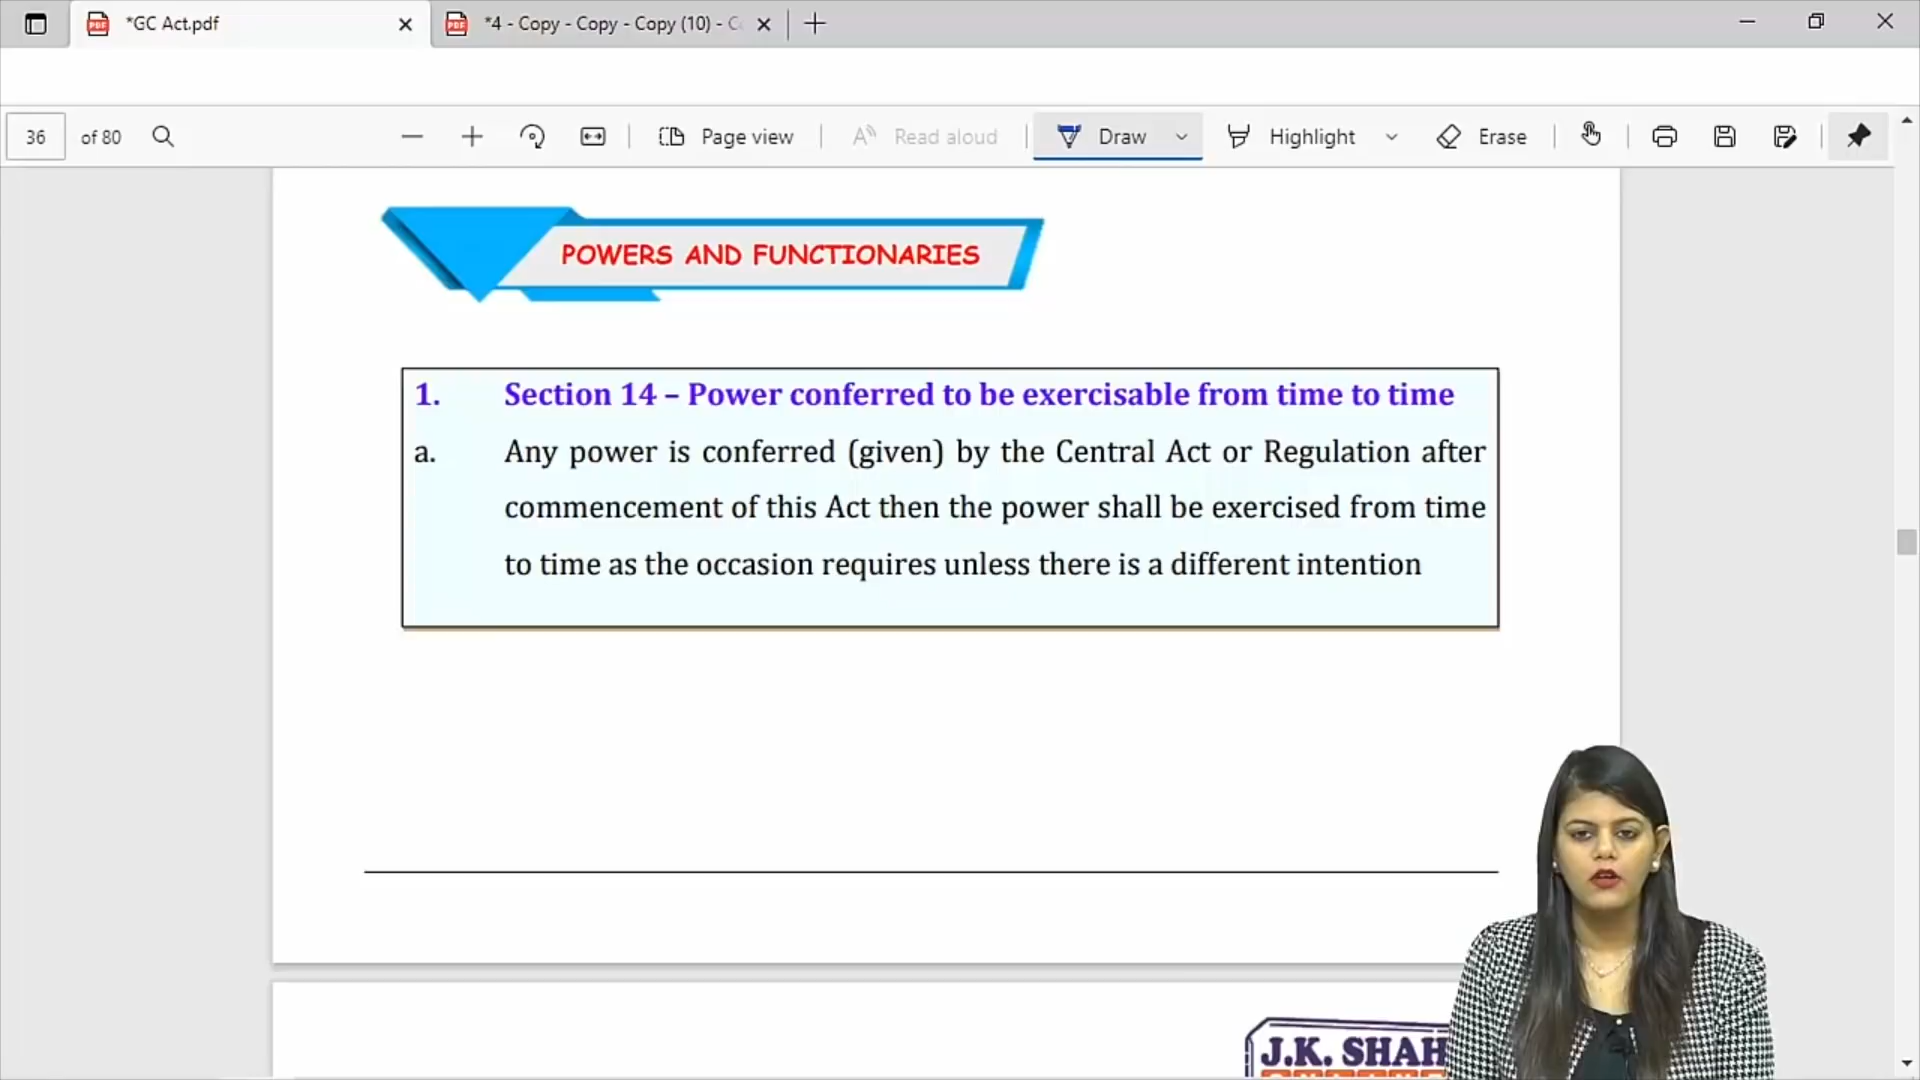 *GC Act.pdf
*4 - Copy - Copy - Copy (10) - C
36 of 80
Page view
Read aloud
Draw
Highlight
Erase
POWERS AND FUNCTIONARIES
1. Section 14 – Power conferred to be exercisable from time to time
a. Any power is conferred (given) by the Central Act or Regulation after
commencement of this Act then the power shall be exercised from time
to time as the occasion requires unless there is a different intention
J.K. SHAH